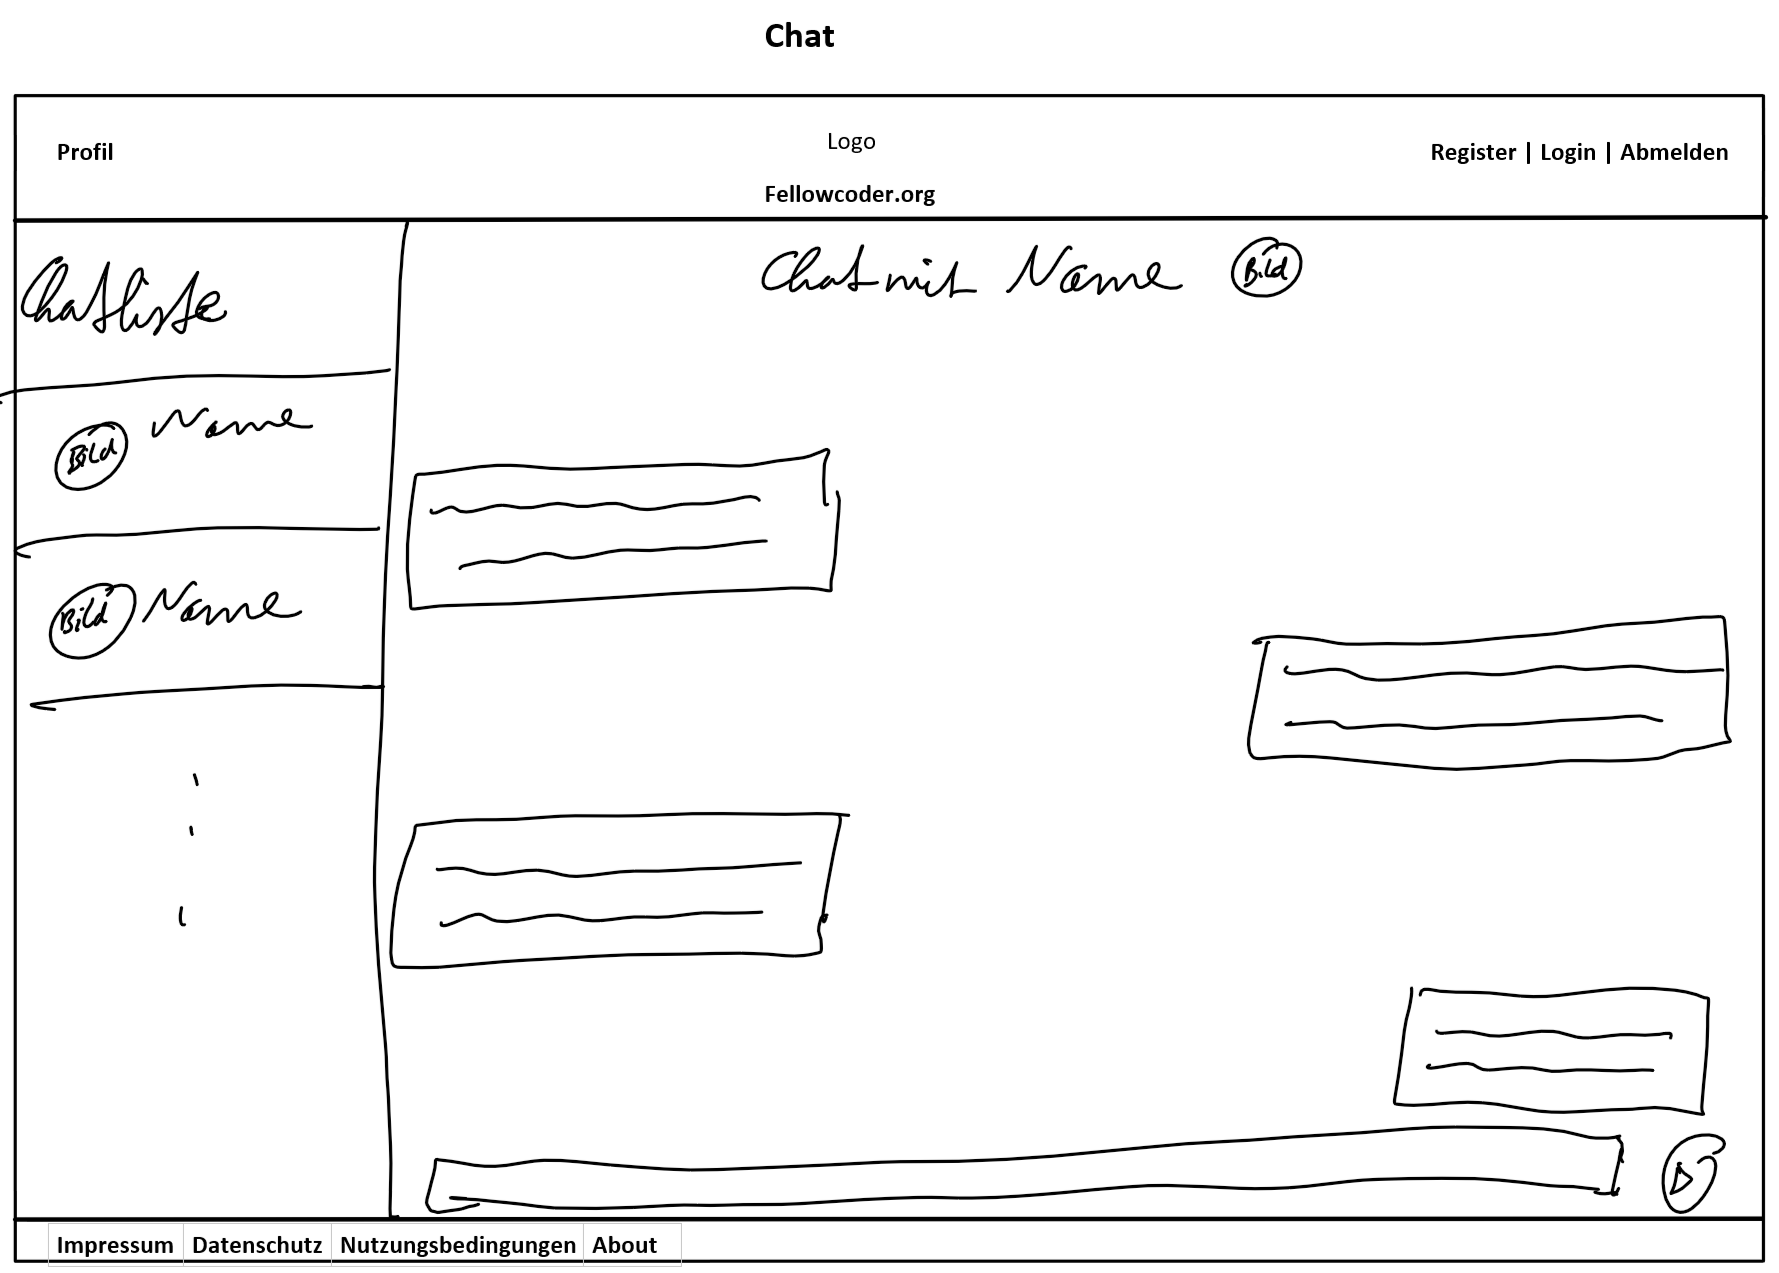 Chat
Profil
Logo
Fellowcoder.org
Register | Login | Abmelden
Chatliste
Bild Name
Bild Name
Chat mit Name Bild
Impressum Datenschutz Nutzungsbedingungen About